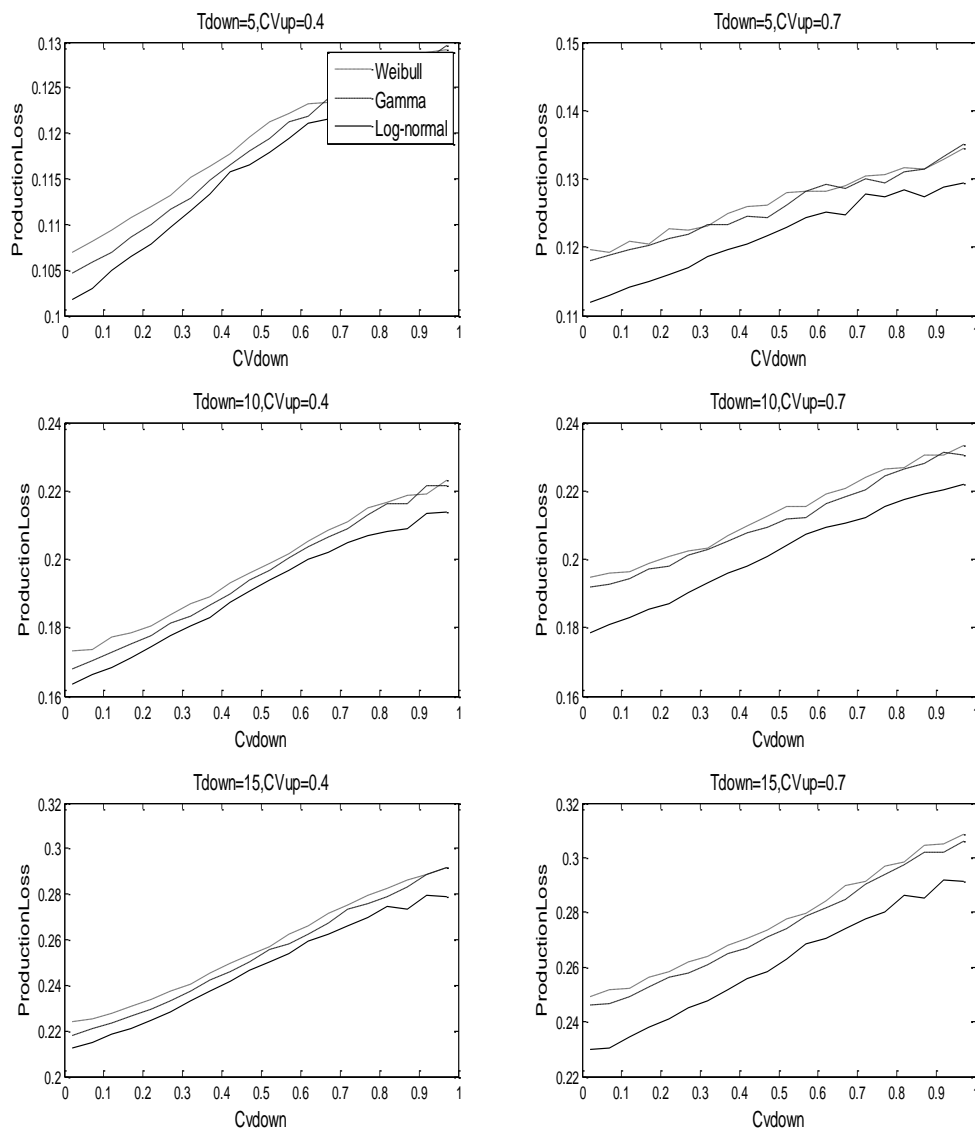 Tdown=5,CVup=0.4
0.13
0.125
0.12
0.115
0.11
0.105
0.1
ProductionLoss
Weibull
Gamma
Log-normal
0 0.1 0.2 0.3 0.4 0.5 0.6 0.7 0.8 0.9 1
CVdown
Tdown=5,CVup=0.7
0.15
0.14
0.13
0.12
0.11
ProductionLoss
0 0.1 0.2 0.3 0.4 0.5 0.6 0.7 0.8 0.9 1
CVdown
Tdown=10,CVup=0.4
0.24
0.22
0.2
0.18
0.16
ProductionLoss
0 0.1 0.2 0.3 0.4 0.5 0.6 0.7 0.8 0.9 1
Cvdown
Tdown=10,CVup=0.7
0.24
0.22
0.2
0.18
0.16
ProductionLoss
0 0.1 0.2 0.3 0.4 0.5 0.6 0.7 0.8 0.9 1
Cvdown
Tdown=15,CVup=0.4
0.32
0.3
0.28
0.26
0.24
0.22
0.2
ProductionLoss
0 0.1 0.2 0.3 0.4 0.5 0.6 0.7 0.8 0.9 1
Cvdown
Tdown=15,CVup=0.7
0.32
0.3
0.28
0.26
0.24
0.22
ProductionLoss
0 0.1 0.2 0.3 0.4 0.5 0.6 0.7 0.8 0.9 1
Cvdown